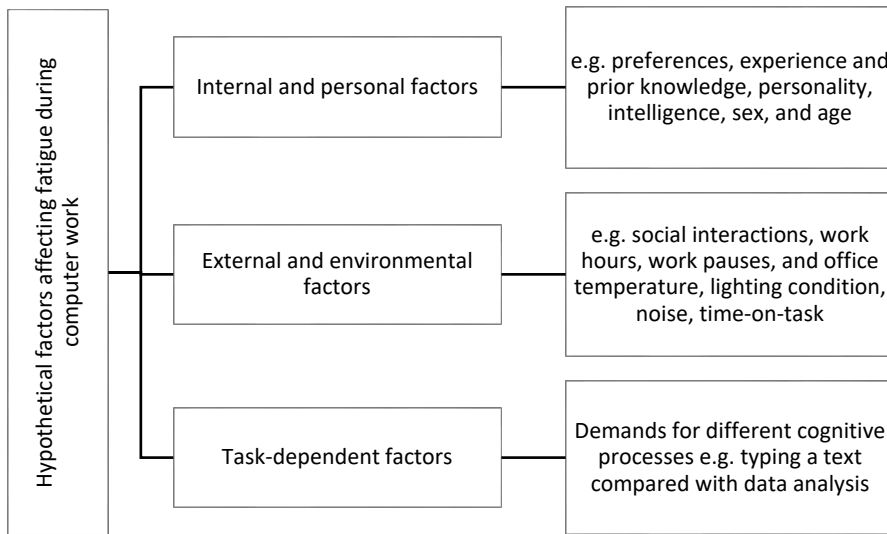 Hypothetical factors affecting fatigue during
computer work
Internal and personal factors
e.g. preferences, experience and
prior knowledge, personality,
intelligence, sex, and age
External and environmental
factors
e.g. social interactions, work
hours, work pauses, and office
temperature, lighting condition,
noise, time-on-task
Task-dependent factors
Demands for different cognitive
processes e.g. typing a text
compared with data analysis